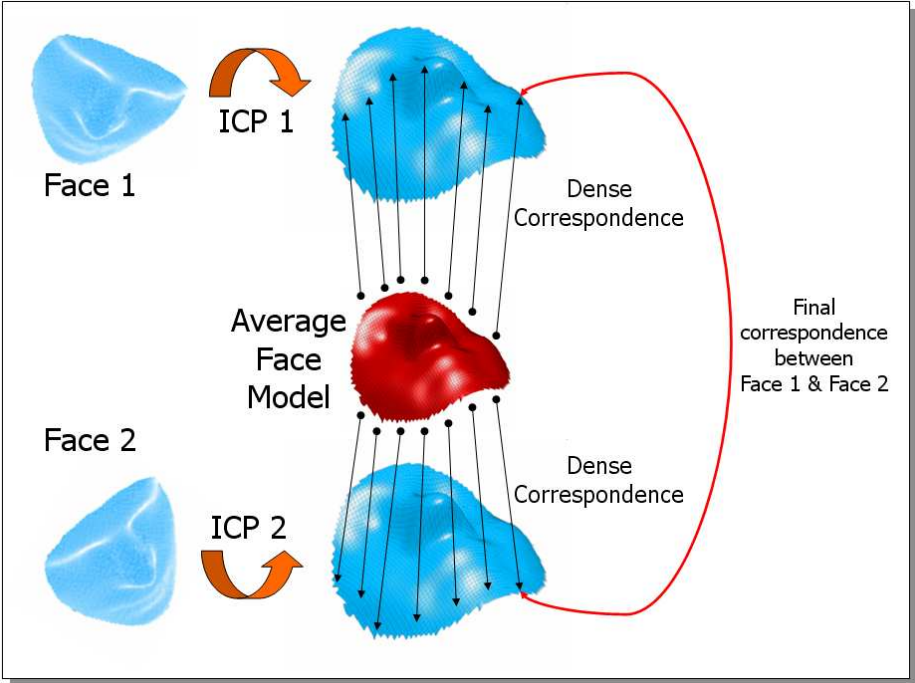 ICP 1
Face 1
Dense
Correspondence
Average
Face
Model
Final
correspondence
between
Face 1 & Face 2
Face 2
Dense
Correspondence
ICP 2